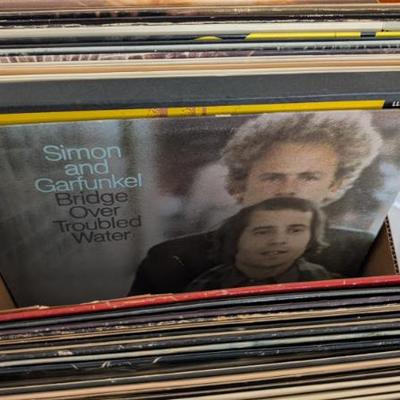 Simon
and
Garfunkel
Bridge
Over
Troubled
Water